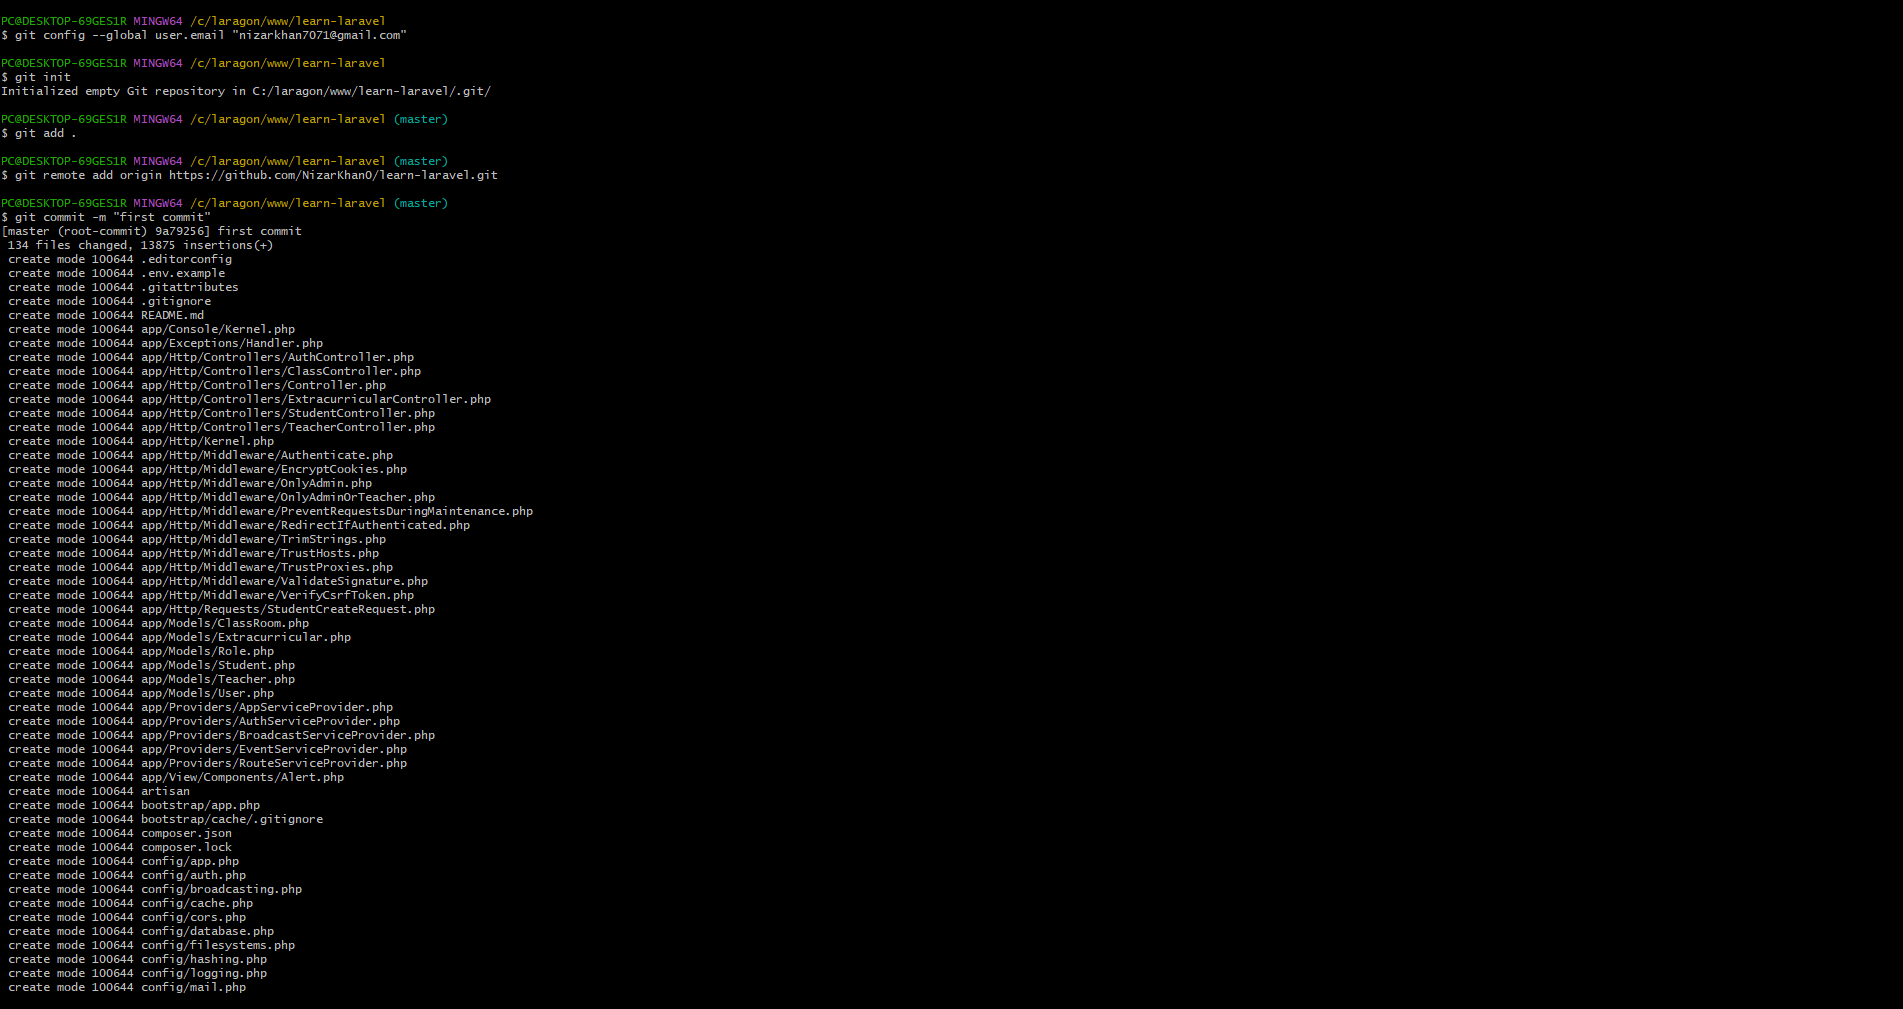 PC@DESKTOP-69GES1R MINGW64 /c/laragon/www/learn-laravel
$ git config --global user.email "nizarkhan7071@gmail.com"
PC@DESKTOP-69GES1R MINGW64 /c/laragon/www/learn-laravel
$ git init
Initialized empty Git repository in C:/laragon/www/learn-laravel/.git/
PC@DESKTOP-69GES1R MINGW64 /c/laragon/www/learn-laravel (master)
$ git add .
PC@DESKTOP-69GES1R MINGW64 /c/laragon/www/learn-laravel (master)
$ git remote add origin https://github.com/NizarKhan0/learn-laravel.git
PC@DESKTOP-69GES1R MINGW64 /c/laragon/www/learn-laravel (master)
$ git commit -m "first commit"
[master (root-commit) 9a79256] first commit
 134 files changed, 13875 insertions(+)
 create mode 100644 .editorconfig
 create mode 100644 .env.example
 create mode 100644 .gitattributes
 create mode 100644 .gitignore
 create mode 100644 README.md
 create mode 100644 app/Console/Kernel.php
 create mode 100644 app/Exceptions/Handler.php
 create mode 100644 app/Http/Controllers/AuthController.php
 create mode 100644 app/Http/Controllers/ClassController.php
 create mode 100644 app/Http/Controllers/Controller.php
 create mode 100644 app/Http/Controllers/ExtracurricularController.php
 create mode 100644 app/Http/Controllers/StudentController.php
 create mode 100644 app/Http/Controllers/TeacherController.php
 create mode 100644 app/Http/Kernel.php
 create mode 100644 app/Http/Middleware/Authenticate.php
 create mode 100644 app/Http/Middleware/EncryptCookies.php
 create mode 100644 app/Http/Middleware/OnlyAdmin.php
 create mode 100644 app/Http/Middleware/OnlyAdminOrTeacher.php
 create mode 100644 app/Http/Middleware/PreventRequestsDuringMaintenance.php
 create mode 100644 app/Http/Middleware/RedirectIfAuthenticated.php
 create mode 100644 app/Http/Middleware/TrimStrings.php
 create mode 100644 app/Http/Middleware/TrustHosts.php
 create mode 100644 app/Http/Middleware/TrustProxies.php
 create mode 100644 app/Http/Middleware/ValidateSignature.php
 create mode 100644 app/Http/Middleware/VerifyCsrfToken.php
 create mode 100644 app/Http/Requests/StudentCreateRequest.php
 create mode 100644 app/Models/ClassRoom.php
 create mode 100644 app/Models/Extracurricular.php
 create mode 100644 app/Models/Role.php
 create mode 100644 app/Models/Student.php
 create mode 100644 app/Models/Teacher.php
 create mode 100644 app/Models/User.php
 create mode 100644 app/Providers/AppServiceProvider.php
 create mode 100644 app/Providers/AuthServiceProvider.php
 create mode 100644 app/Providers/BroadcastServiceProvider.php
 create mode 100644 app/Providers/EventServiceProvider.php
 create mode 100644 app/Providers/RouteServiceProvider.php
 create mode 100644 app/View/Components/Alert.php
 create mode 100644 artisan
 create mode 100644 bootstrap/app.php
 create mode 100644 bootstrap/cache/.gitignore
 create mode 100644 composer.json
 create mode 100644 composer.lock
 create mode 100644 config/app.php
 create mode 100644 config/auth.php
 create mode 100644 config/broadcasting.php
 create mode 100644 config/cache.php
 create mode 100644 config/cors.php
 create mode 100644 config/database.php
 create mode 100644 config/filesystems.php
 create mode 100644 config/hashing.php
 create mode 100644 config/logging.php
 create mode 100644 config/mail.php